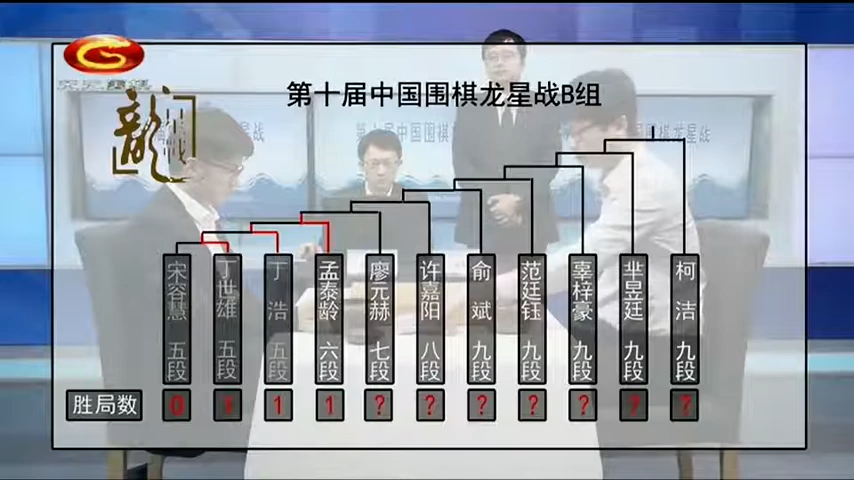 第十届中国围棋龙星战B组
龍
星战
宋容慧 五段
丁世雄 五段
丁浩 五段
孟泰龄 六段
廖元赫 七段
许嘉阳 八段
俞斌 九段
范廷钰 九段
辜梓豪 九段
芈昱廷 九段
柯洁 九段
胜局数 0 1 1 ? ? ? ? ? ? ?